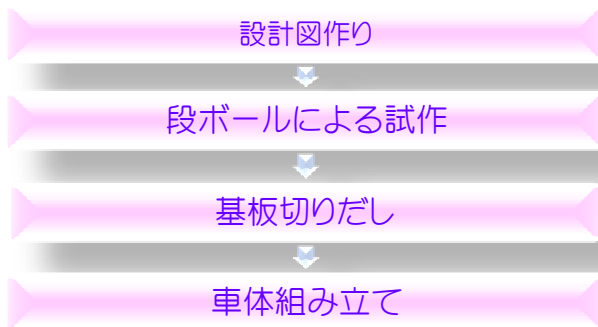 設計図作り
段ボールによる試作
基板切りだし
車体組み立て